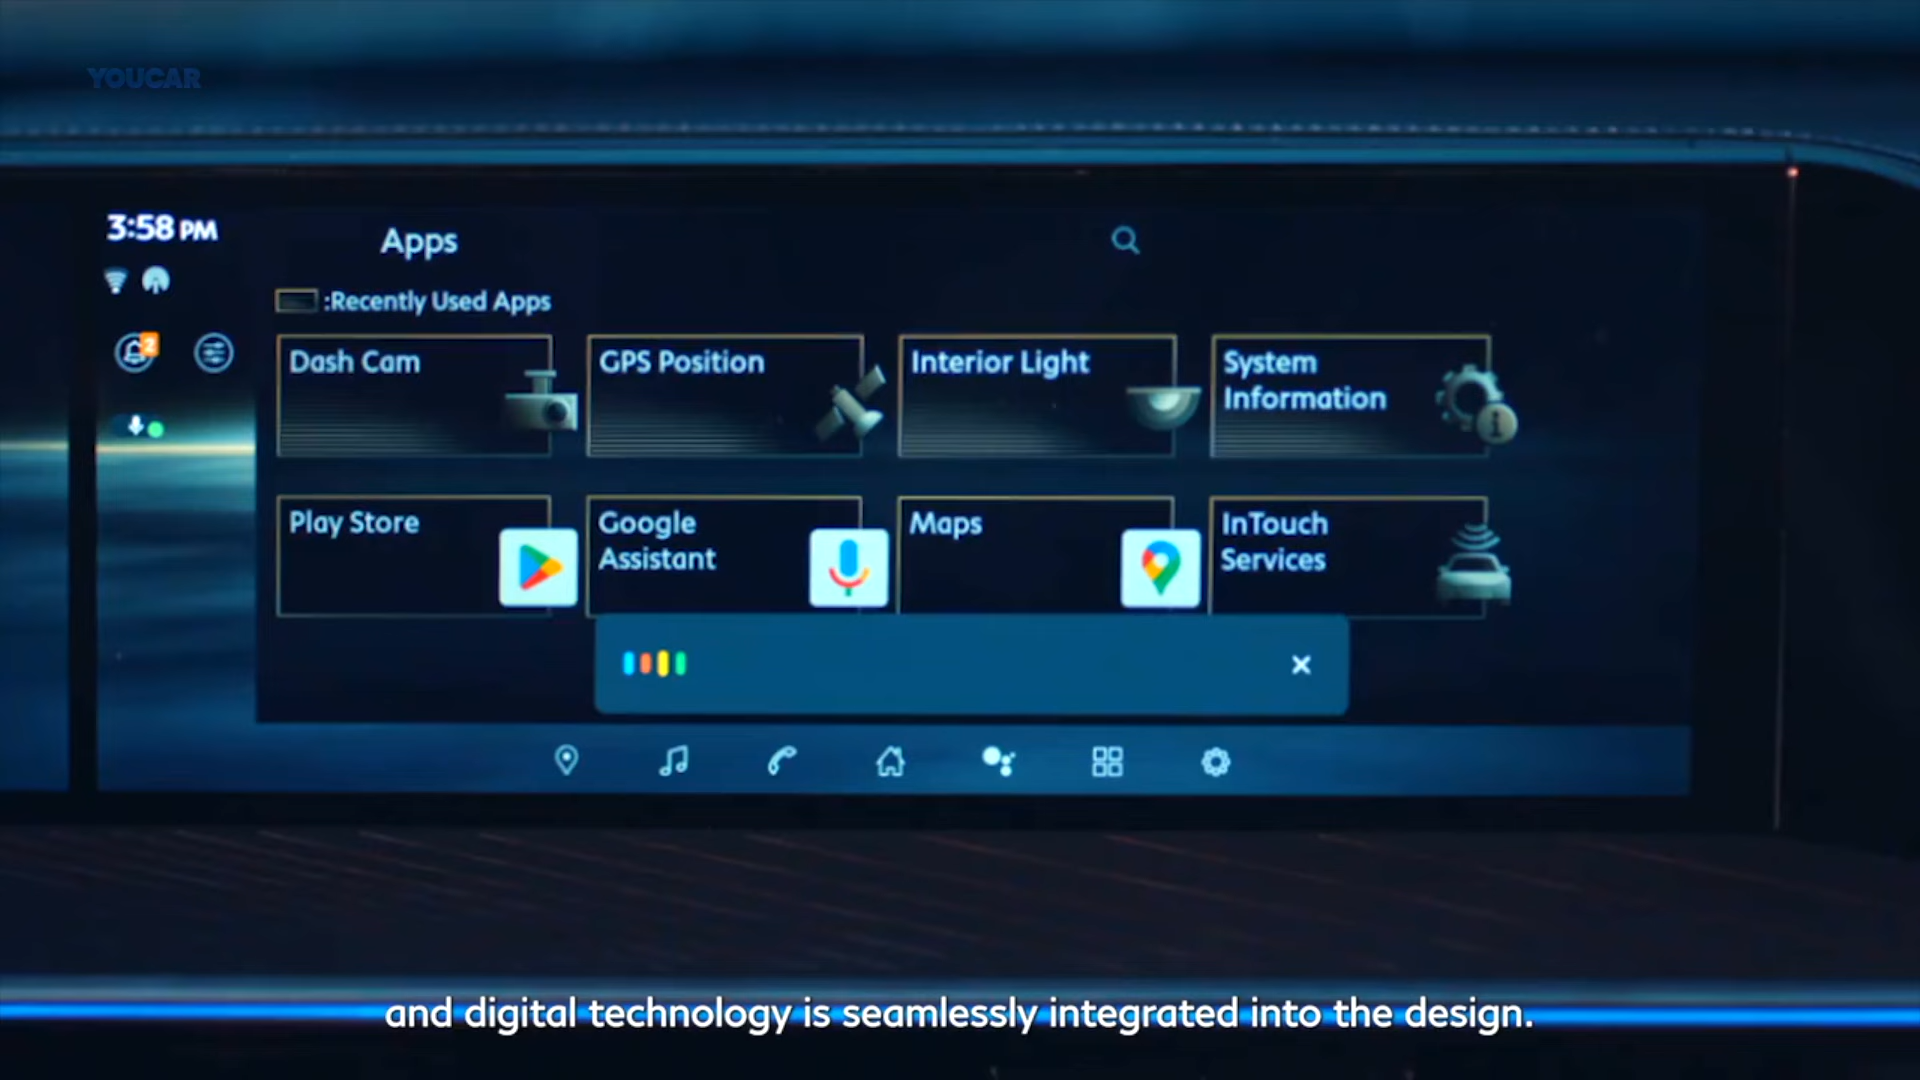 YOUCAR
3:58 PM
Apps
:Recently Used Apps
2
Dash Cam
GPS Position
Interior Light
System
Information
Play Store
Google
Assistant
Maps
InTouch
Services
and digital technology is seamlessly integrated into the design.